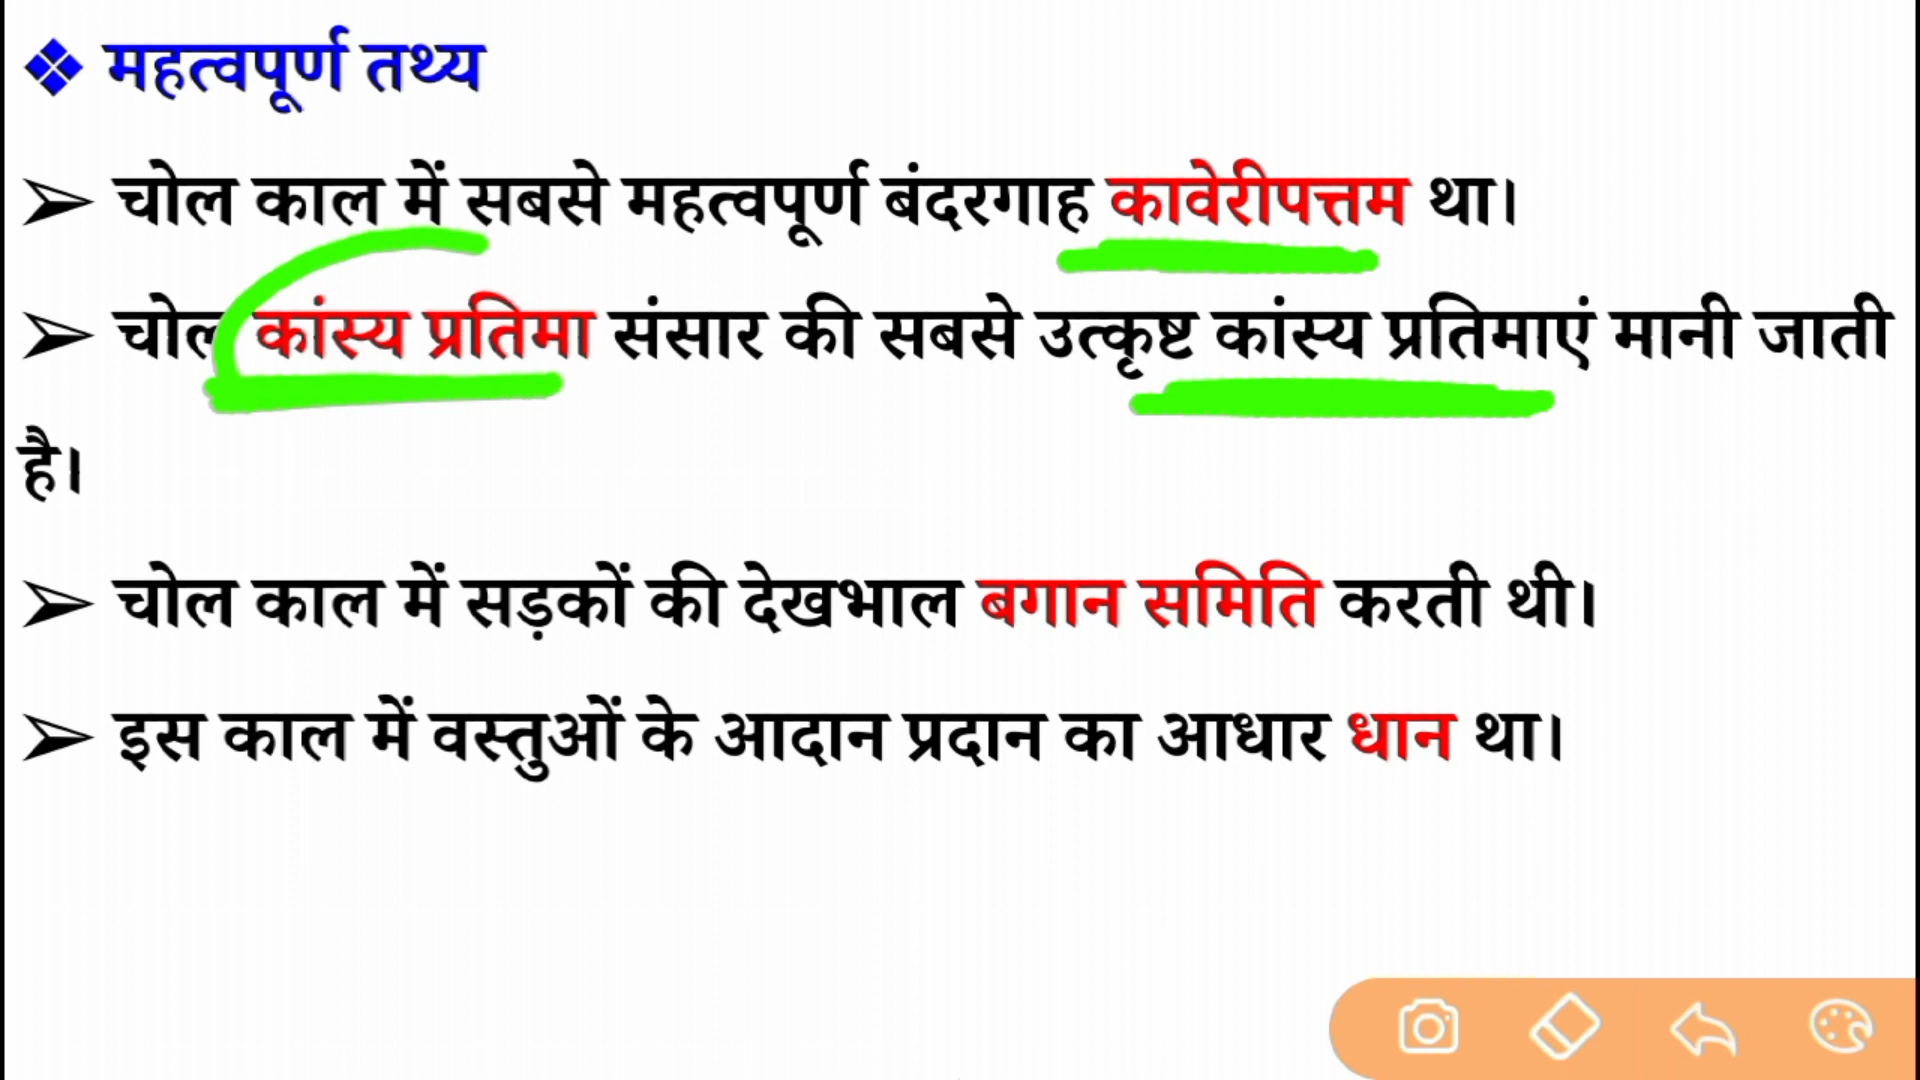 ❖ महत्वपूर्ण तथ्य
➢ चोल काल में सबसे महत्वपूर्ण बंदरगाह कावेरीपत्तम था।
➢ चोल कांस्य प्रतिमा संसार की सबसे उत्कृष्ट कांस्य प्रतिमाएं मानी जाती
है।
➢ चोल काल में सड़कों की देखभाल बगान समिति करती थी।
➢ इस काल में वस्तुओं के आदान प्रदान का आधार धान था।